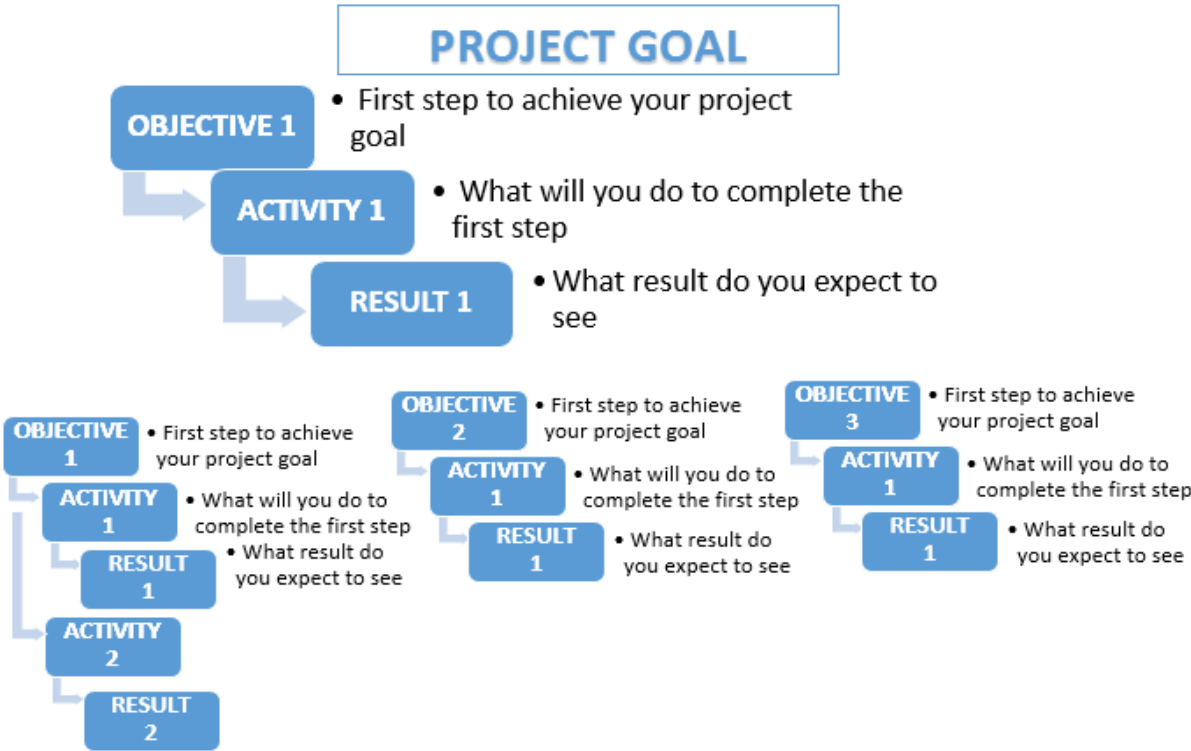 PROJECT GOAL
OBJECTIVE 1
• First step to achieve your project
goal
ACTIVITY 1
• What will you do to complete the
first step
RESULT 1
• What result do you expect to
see
OBJECTIVE
1
• First step to achieve
your project goal
ACTIVITY
1
• What will you do to
complete the first step
RESULT
1
• What result do
you expect to see
ACTIVITY
2
RESULT
2
OBJECTIVE
2
• First step to achieve
your project goal
ACTIVITY
1
• What will you do to
complete the first step
RESULT
1
• What result do
you expect to see
OBJECTIVE
3
• First step to achieve
your project goal
ACTIVITY
1
• What will you do to
complete the first step
RESULT
1
• What result do
you expect to see